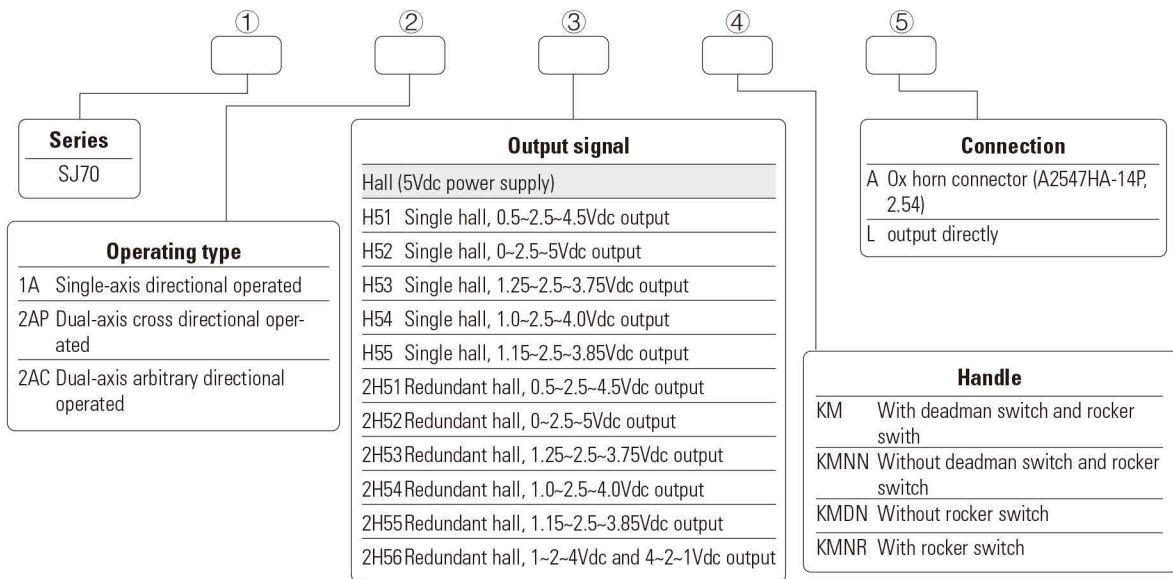 ① ② ③ ④ ⑤
Series
SJ70
Operating type
1A Single-axis directional operated
2AP Dual-axis cross directional oper-
ated
2AC Dual-axis arbitrary directional
operated
Output signal
Hall (5Vdc power supply)
H51 Single hall, 0.5~2.5~4.5Vdc output
H52 Single hall, 0~2.5~5Vdc output
H53 Single hall, 1.25~2.5~3.75Vdc output
H54 Single hall, 1.0~2.5~4.0Vdc output
H55 Single hall, 1.15~2.5~3.85Vdc output
2H51 Redundant hall, 0.5~2.5~4.5Vdc output
2H52 Redundant hall, 0~2.5~5Vdc output
2H53 Redundant hall, 1.25~2.5~3.75Vdc output
2H54 Redundant hall, 1.0~2.5~4.0Vdc output
2H55 Redundant hall, 1.15~2.5~3.85Vdc output
2H56 Redundant hall, 1~2~4Vdc and 4~2~1Vdc output
Connection
A Ox horn connector (A2547HA-14P,
2.54)
L output directly
Handle
KM With deadman switch and rocker
swith
KMNN Without deadman switch and rocker
switch
KMDN Without rocker switch
KMNR With rocker switch